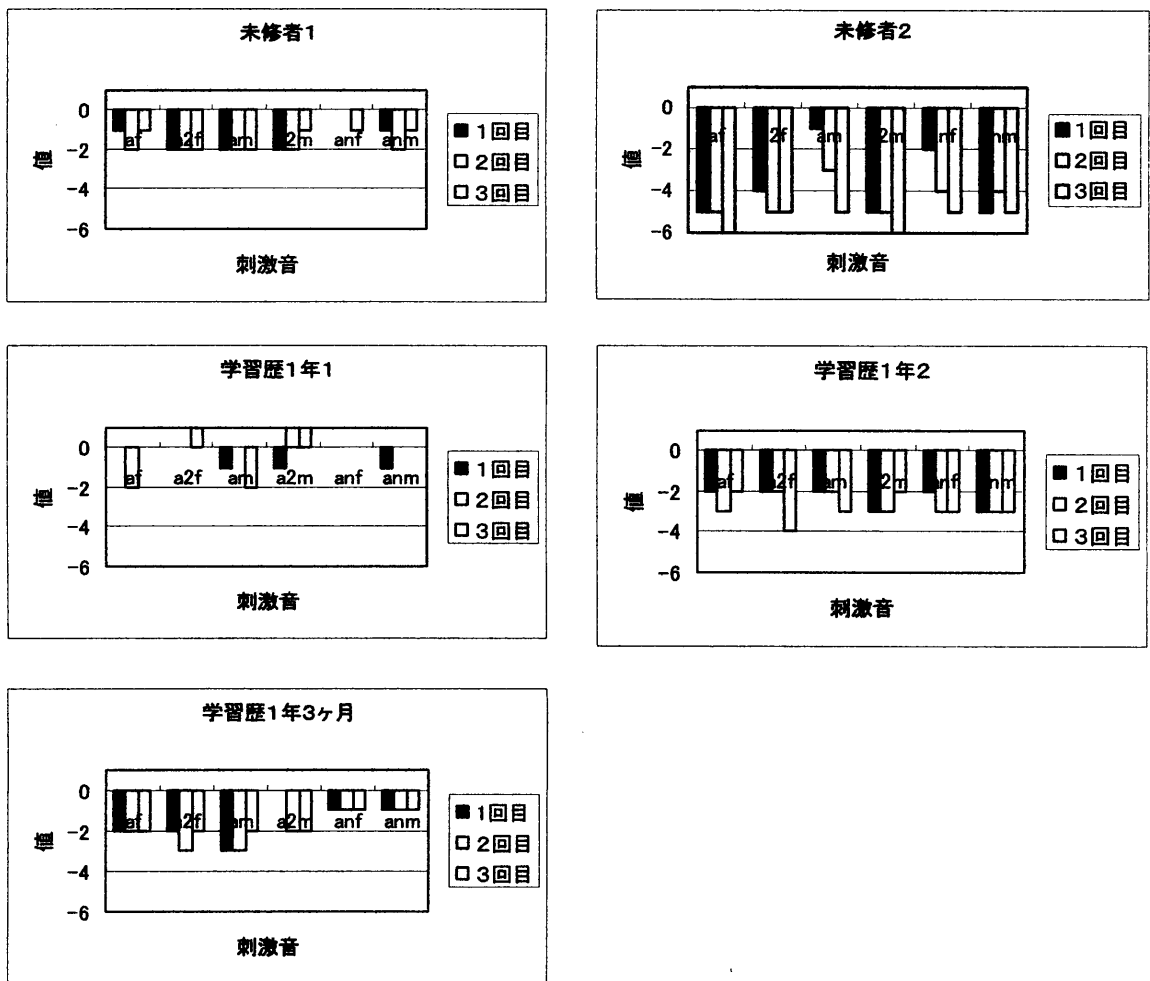 未修者1
0
-2
-4
-6
値
af a2f am a2m anf anm
刺激音
■ 1回目
□ 2回目
□ 3回目
未修者2
0
-2
-4
-6
値
af 2f am 2m nf nm
刺激音
■ 1回目
□ 2回目
□ 3回目
学習歴1年1
0
-2
-4
-6
値
af a2f am a2m anf anm
刺激音
■ 1回目
□ 2回目
□ 3回目
学習歴1年2
0
-2
-4
-6
値
af a2f am 2m anf nm
刺激音
■ 1回目
□ 2回目
□ 3回目
学習歴1年3ヶ月
0
-2
-4
-6
値
af a2f am a2m anf anm
刺激音
■ 1回目
□ 2回目
□ 3回目